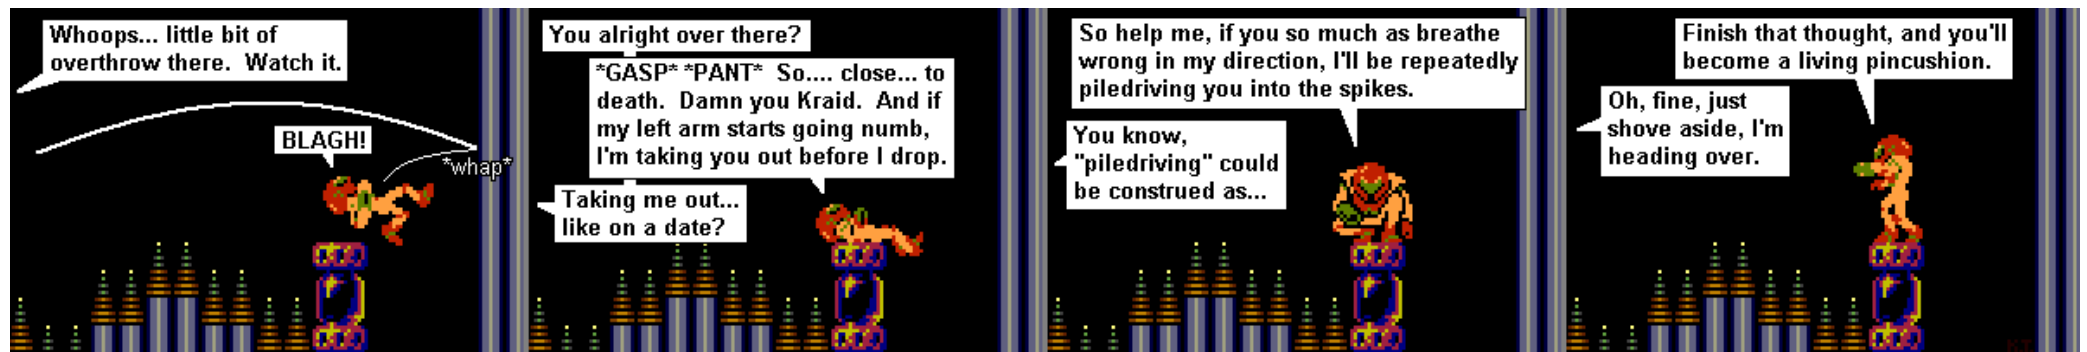 Whoops... little bit of
overthrow there.  Watch it.
BLAGH!
*whap*
You alright over there?
*GASP* *PANT*  So.... close... to
death.  Damn you Kraid.  And if
my left arm starts going numb,
I'm taking you out before I drop.
Taking me out...
like on a date?
So help me, if you so much as breathe
wrong in my direction, I'll be repeatedly
piledriving you into the spikes.
You know,
"piledriving" could
be construed as...
Finish that thought, and you'll
become a living pincushion.
Oh, fine, just
shove aside, I'm
heading over.